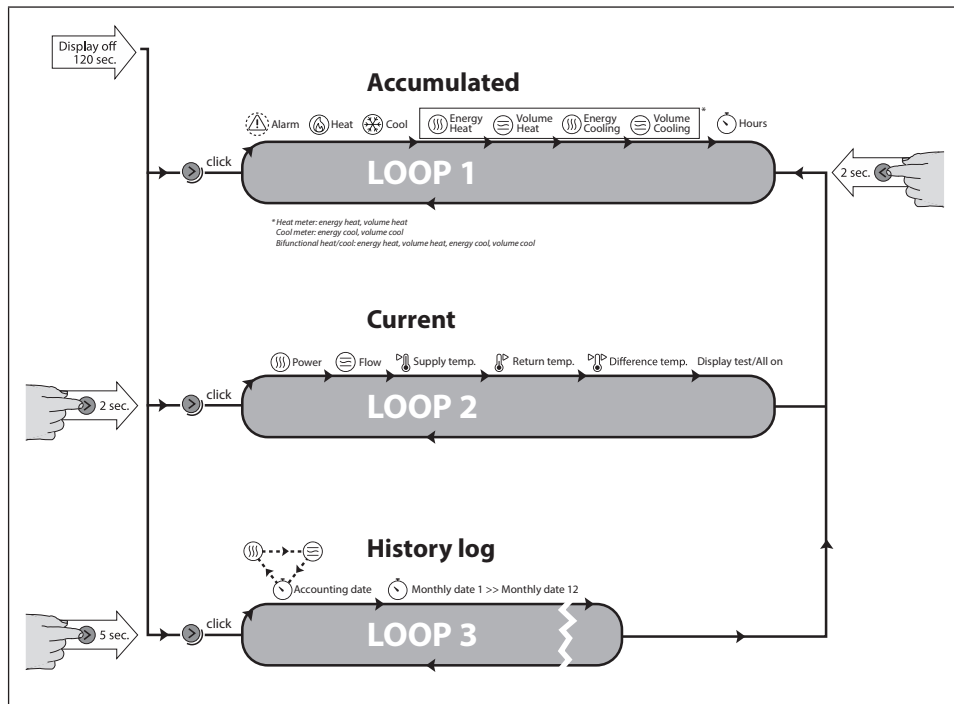 Display off
120 sec.
Accumulated
Alarm Heat Cool Energy Heat Volume Heat Energy Cooling Volume Cooling * Hours
click
LOOP 1
2 sec.
* Heat meter: energy heat, volume heat
Cool meter: energy cool, volume cool
Bifunctional heat/cool: energy heat, volume heat, energy cool, volume cool
Current
Power Flow Supply temp. Return temp. Difference temp. Display test/All on
2 sec.
click
LOOP 2
History log
Accounting date Monthly date 1 >> Monthly date 12
5 sec.
click
LOOP 3